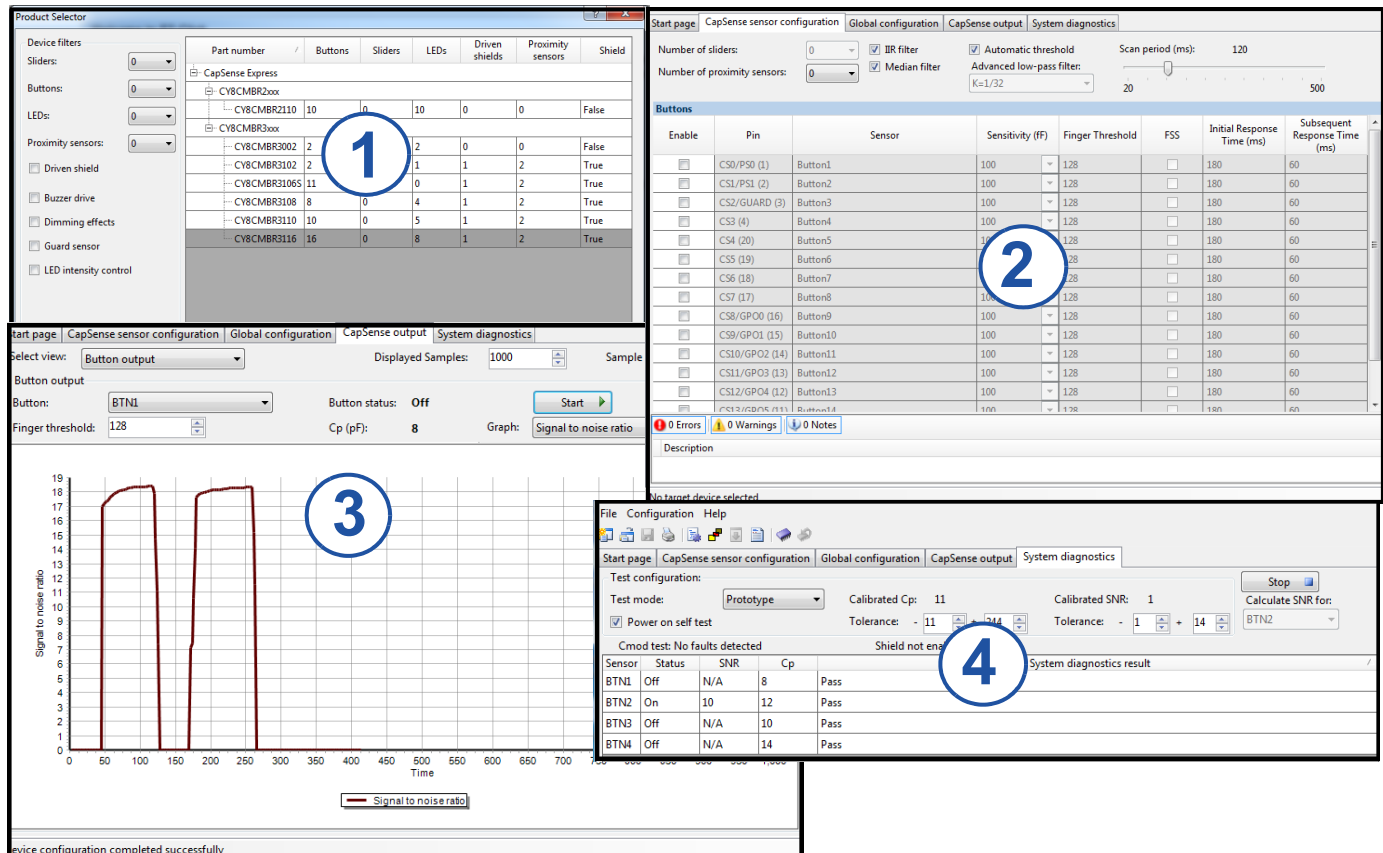 Product Selector
Device filters
Sliders: 0
Buttons: 0
LEDs: 0
Proximity sensors: 0
Driven shield
Buzzer drive
Dimming effects
Guard sensor
LED intensity control
Part number / Buttons Sliders LEDs Driven shields Proximity sensors Shield
CapSense Express
CY8CMBR2xxx
CY8CMBR2110 10 0 10 0 0 False
CY8CMBR3xxx
CY8CMBR3002 2 2 0 0 False
CY8CMBR3102 2 1 1 2 True
CY8CMBR3106S 11 0 1 2 True
CY8CMBR3108 8 0 4 1 2 True
CY8CMBR3110 10 0 5 1 2 True
CY8CMBR3116 16 0 8 1 2 True
1
Start page CapSense sensor configuration Global configuration CapSense output System diagnostics
Number of sliders: 0 IIR filter Automatic threshold Scan period (ms): 120
Number of proximity sensors: 0 Median filter Advanced low-pass filter:
K=1/32 20 500
Buttons
Enable Pin Sensor Sensitivity (fF) Finger Threshold FSS Initial Response Time (ms) Subsequent Response Time (ms)
CS0/PS0 (1) Button1 100 128 180 60
CS1/PS1 (2) Button2 100 128 180 60
CS2/GUARD (3) Button3 100 128 180 60
CS3 (4) Button4 100 128 180 60
CS4 (20) Button5 128 180 60
CS5 (19) Button6 180 60
CS6 (18) Button7 128 180 60
CS7 (17) Button8 128 180 60
CS8/GPO0 (16) Button9 100 128 180 60
CS9/GPO1 (15) Button10 100 128 180 60
CS10/GPO2 (14) Button11 100 128 180 60
CS11/GPO3 (13) Button12 100 128 180 60
CS12/GPO4 (12) Button13 100 128 180 60
CS13/GPO5 (11) Button14 100 128 180 60
2
0 Errors 0 Warnings 0 Notes
Description
No target device selected
tart page CapSense sensor configuration Global configuration CapSense output System diagnostics
Select view: Button output Displayed Samples: 1000 Sample
Button output
Button: BTN1 Button status: Off Start
Finger threshold: 128 Cp (pF): 8 Graph: Signal to noise ratio
3
Signal to noise ratio
19
18
17
16
15
14
13
12
11
10
9
8
7
6
5
4
3
2
1
0
0 50 100 150 200 250 300 350 400 450 500 550 600 650 700
Time
Signal to noise ratio
evice configuration completed successfully
File Configuration Help
Start page CapSense sensor configuration Global configuration CapSense output System diagnostics
Test configuration: Stop
Test mode: Prototype Calibrated Cp: 11 Calibrated SNR: 1 Calculate SNR for:
Power on self test Tolerance: - 11 + 244 Tolerance: - 1 + 14 BTN2
Cmod test: No faults detected Shield not
4
Sensor Status SNR Cp System diagnostics result /
BTN1 Off N/A 8 Pass
BTN2 On 10 12 Pass
BTN3 Off N/A 10 Pass
BTN4 Off N/A 14 Pass